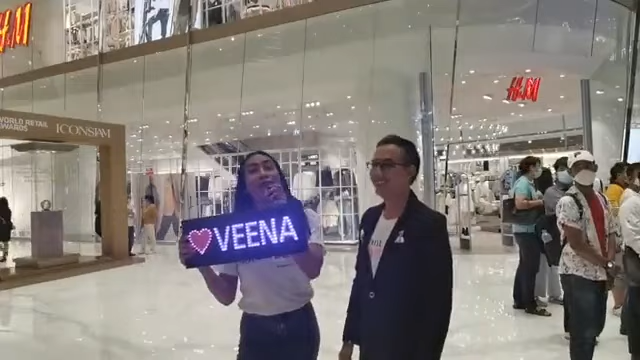 H&M
H&M
WORLD RETAIL
AWARDS
ICONSIAM
VEENA